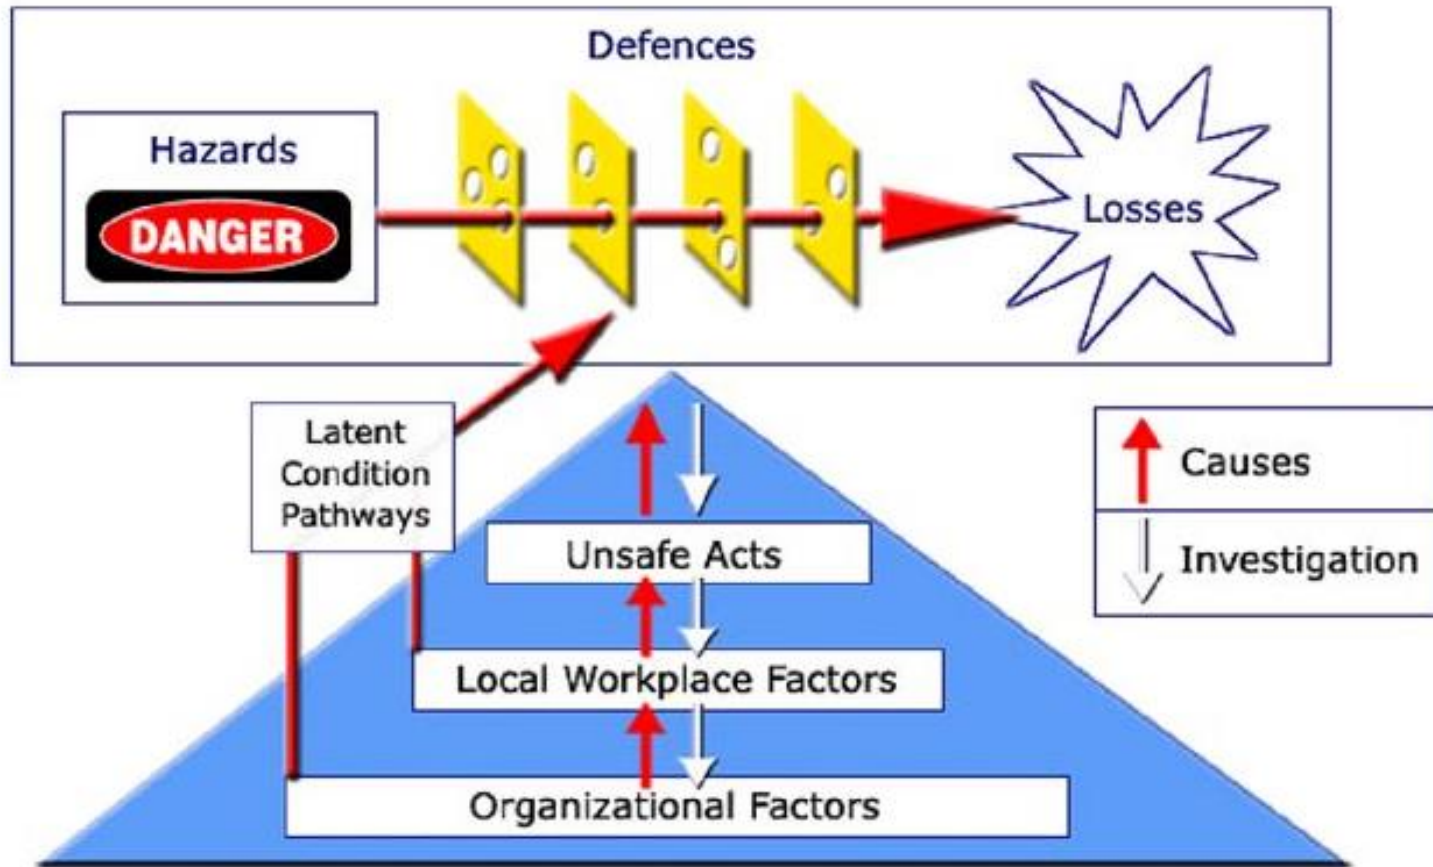 Defences
Hazards
DANGER
Losses
Latent
Condition
Pathways
Causes
Investigation
Unsafe Acts
Local Workplace Factors
Organizational Factors